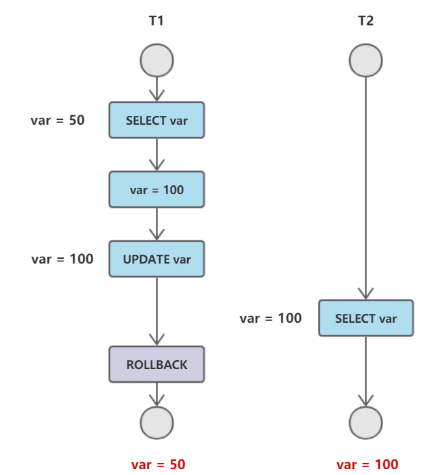 T1 T2
var = 50 SELECT var
var = 100
var = 100 UPDATE var
var = 100 SELECT var
ROLLBACK
var = 50 var = 100